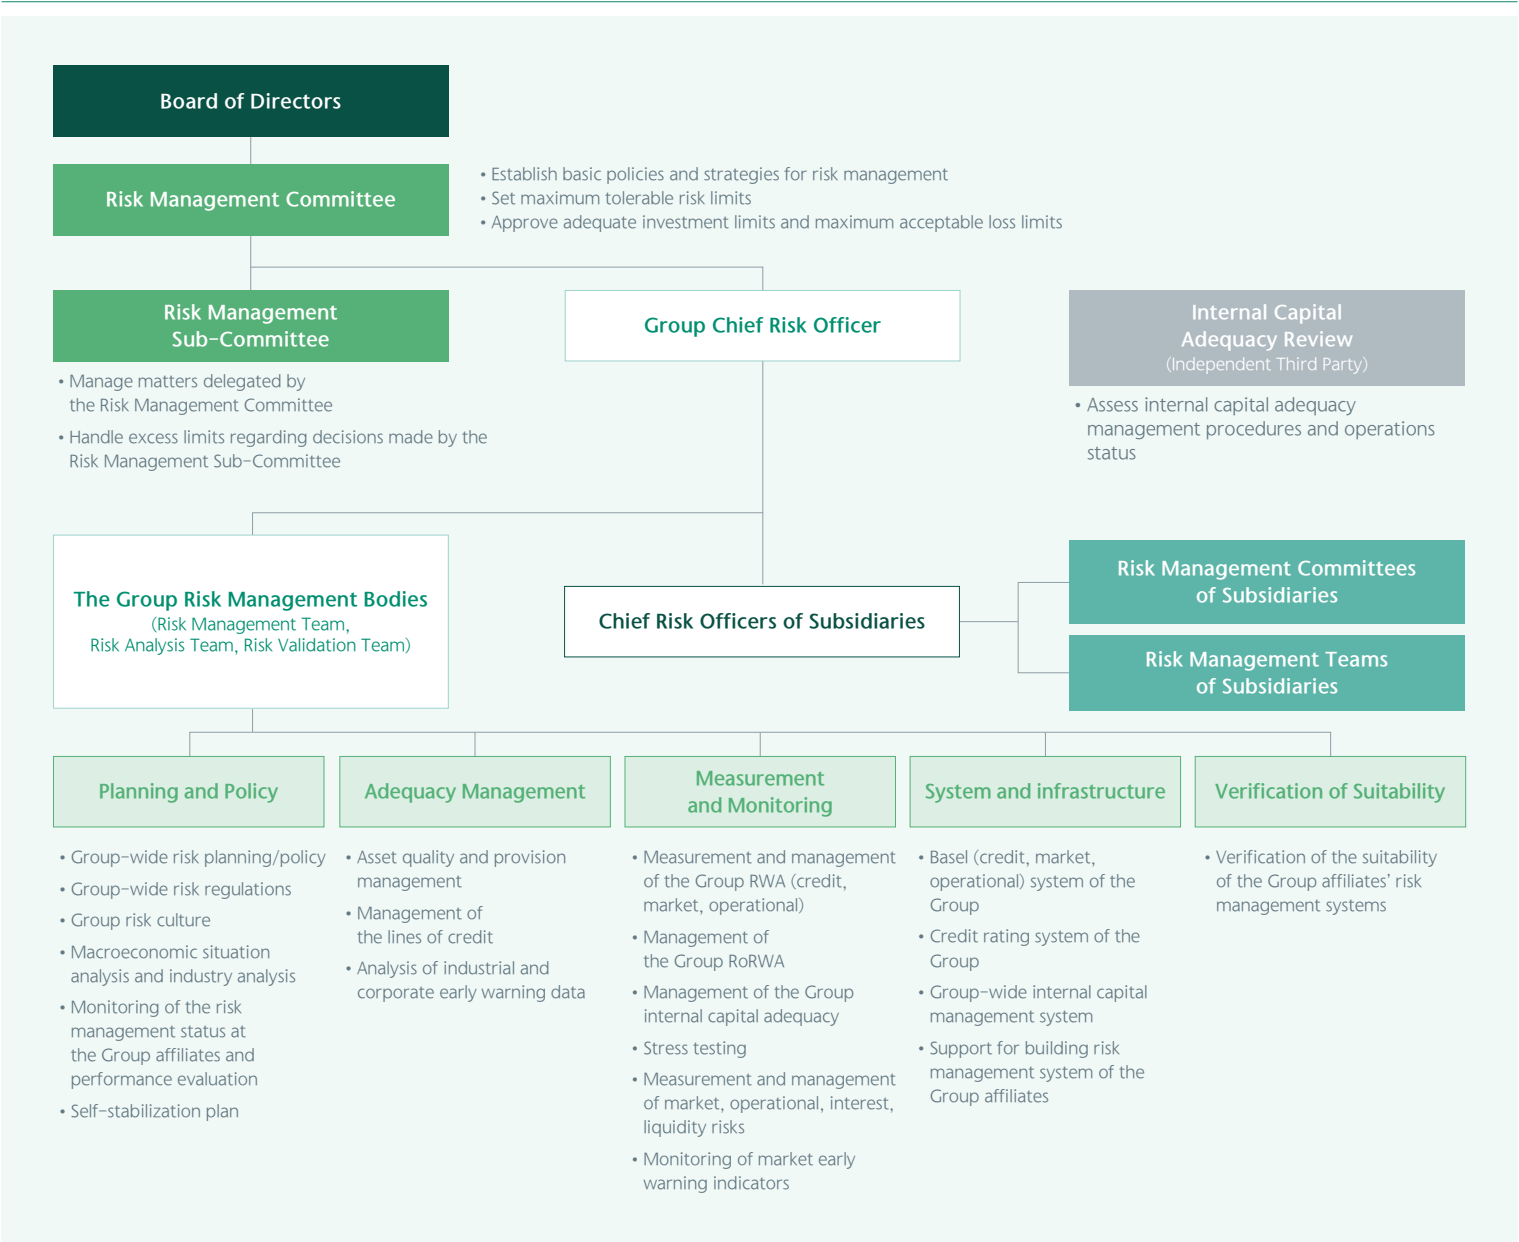 Board of Directors
Risk Management Committee
• Establish basic policies and strategies for risk management
• Set maximum tolerable risk limits
• Approve adequate investment limits and maximum acceptable loss limits
Risk Management
Sub-Committee
• Manage matters delegated by
the Risk Management Committee
• Handle excess limits regarding decisions made by the
Risk Management Sub-Committee
Group Chief Risk Officer
Internal Capital
Adequacy Review
(Independent Third Party)
• Assess internal capital adequacy
management procedures and operations
status
The Group Risk Management Bodies
(Risk Management Team,
Risk Analysis Team, Risk Validation Team)
Chief Risk Officers of Subsidiaries
Risk Management Committees
of Subsidiaries
Risk Management Teams
of Subsidiaries
Planning and Policy
• Group-wide risk planning/policy
• Group-wide risk regulations
• Group risk culture
• Macroeconomic situation
analysis and industry analysis
• Monitoring of the risk
management status at
the Group affiliates and
performance evaluation
• Self-stabilization plan
Adequacy Management
• Asset quality and provision
management
• Management of
the lines of credit
• Analysis of industrial and
corporate early warning data
Measurement
and Monitoring
• Measurement and management
of the Group RWA (credit,
market, operational)
• Management of
the Group RoRWA
• Management of the Group
internal capital adequacy
• Stress testing
• Measurement and management
of market, operational, interest,
liquidity risks
• Monitoring of market early
warning indicators
System and infrastructure
• Basel (credit, market,
operational) system of the
Group
• Credit rating system of the
Group
• Group-wide internal capital
management system
• Support for building risk
management system of the
Group affiliates
Verification of Suitability
• Verification of the suitability
of the Group affiliates’ risk
management systems